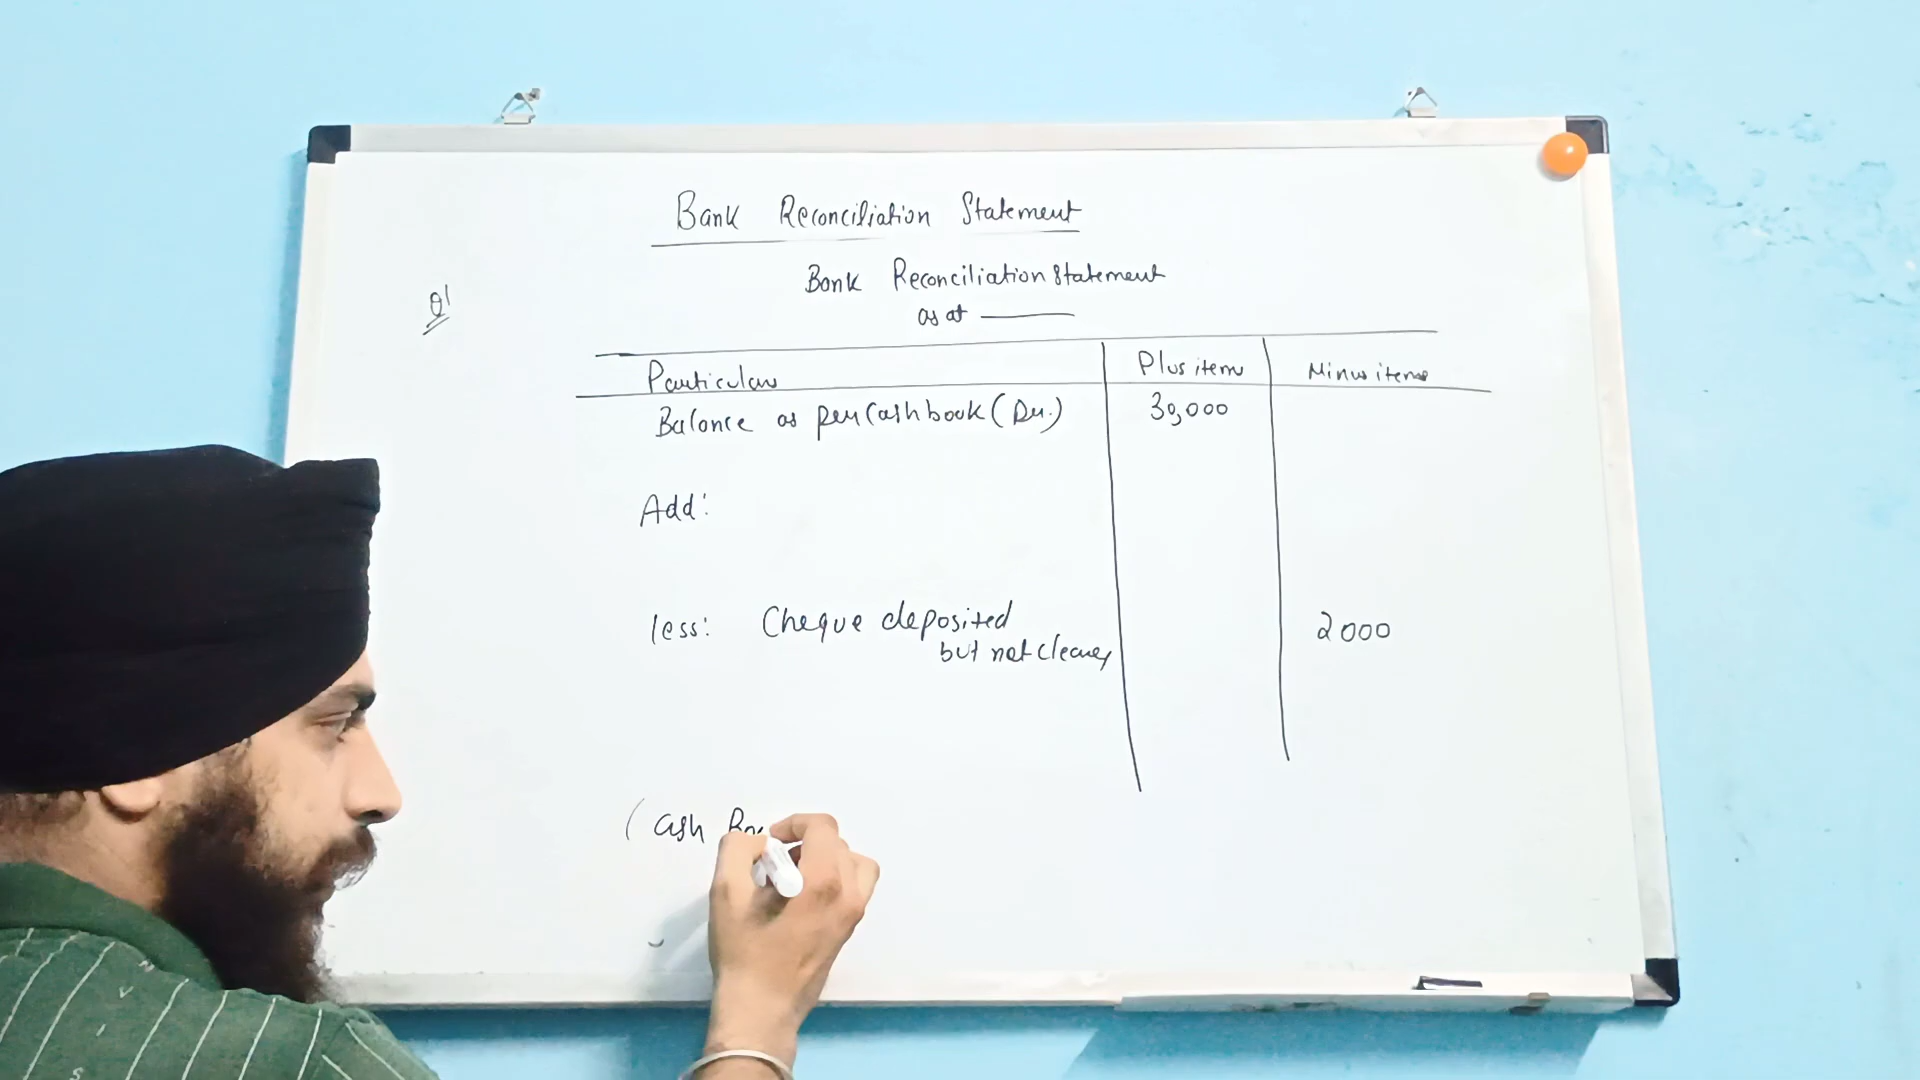 Bank Reconciliation Statement
Q1
Bank Reconciliation Statement
as at
Particulars Plus items Minus items
Balance as per Cash book (Dr.) 30,000
Add:
less: Cheque deposited 2000
but not cleared
Cash